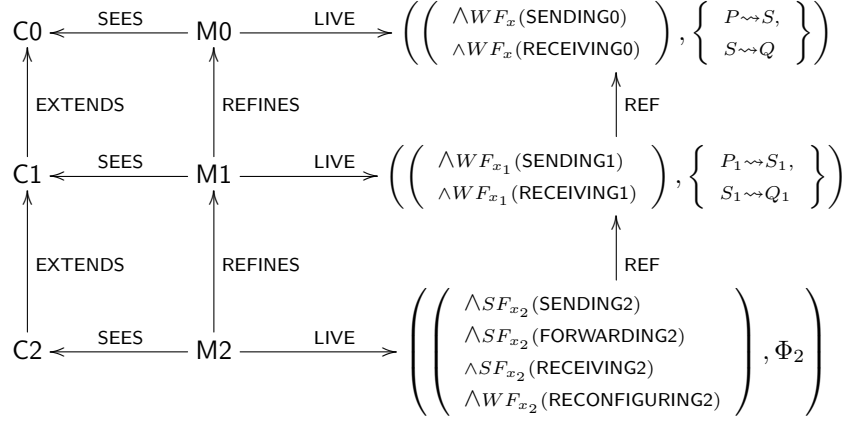 C0 SEES M0 LIVE ( ( ∧WF_x(SENDING0) ∧WF_x(RECEIVING0) ) , { P⇝S, S⇝Q } )
EXTENDS REFINES REF
C1 SEES M1 LIVE ( ( ∧WF_{x_1}(SENDING1) ∧WF_{x_1}(RECEIVING1) ) , { P_1⇝S_1, S_1⇝Q_1 } )
EXTENDS REFINES REF
C2 SEES M2 LIVE ( ( ∧SF_{x_2}(SENDING2) ∧SF_{x_2}(FORWARDING2) ∧SF_{x_2}(RECEIVING2) ∧WF_{x_2}(RECONFIGURING2) ) , Φ_2 )